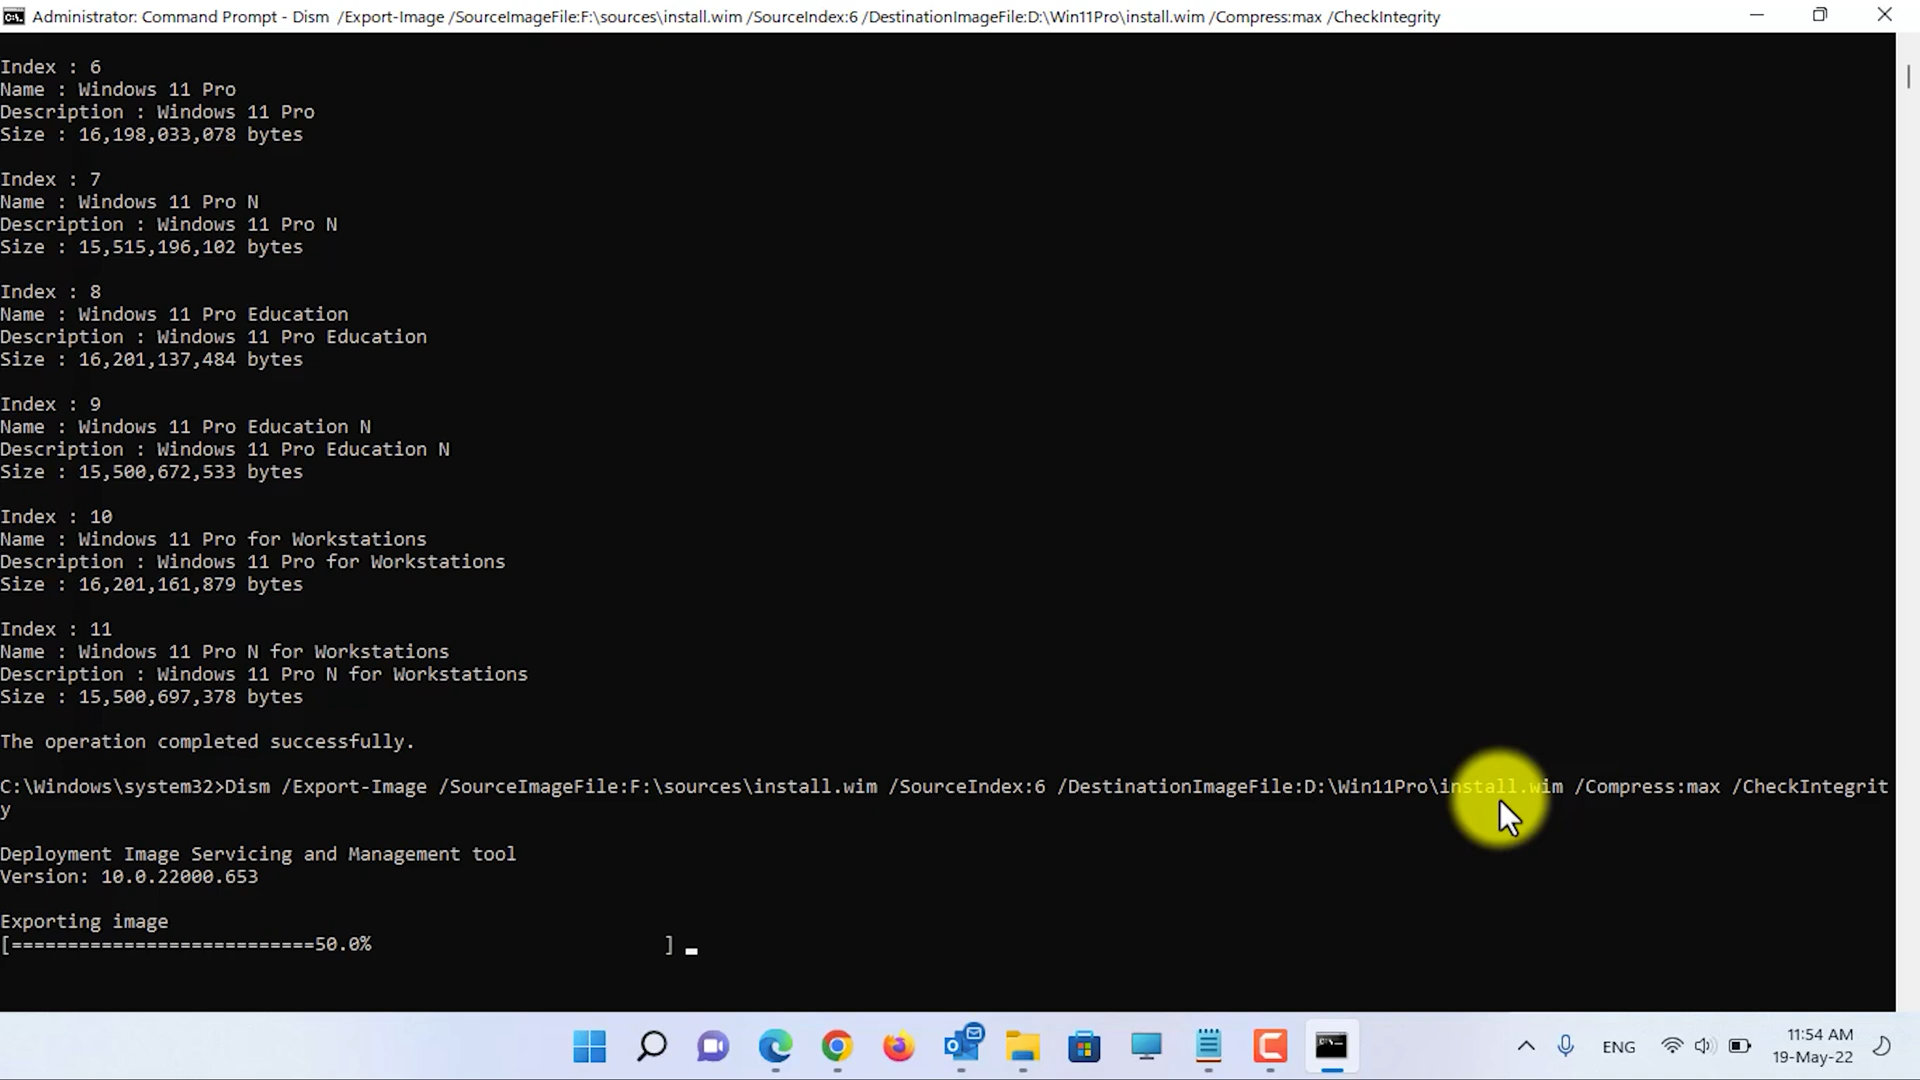 Administrator: Command Prompt - Dism  /Export-Image /SourceImageFile:F:\sources\install.wim /SourceIndex:6 /DestinationImageFile:D:\Win11Pro\install.wim /Compress:max /CheckIntegrity
Index : 6
Name : Windows 11 Pro
Description : Windows 11 Pro
Size : 16,198,033,078 bytes
Index : 7
Name : Windows 11 Pro N
Description : Windows 11 Pro N
Size : 15,515,196,102 bytes
Index : 8
Name : Windows 11 Pro Education
Description : Windows 11 Pro Education
Size : 16,201,137,484 bytes
Index : 9
Name : Windows 11 Pro Education N
Description : Windows 11 Pro Education N
Size : 15,500,672,533 bytes
Index : 10
Name : Windows 11 Pro for Workstations
Description : Windows 11 Pro for Workstations
Size : 16,201,161,879 bytes
Index : 11
Name : Windows 11 Pro N for Workstations
Description : Windows 11 Pro N for Workstations
Size : 15,500,697,378 bytes
The operation completed successfully.
C:\Windows\system32>Dism /Export-Image /SourceImageFile:F:\sources\install.wim /SourceIndex:6 /DestinationImageFile:D:\Win11Pro\install.wim /Compress:max /CheckIntegrit
y
Deployment Image Servicing and Management tool
Version: 10.0.22000.653
Exporting image
[===========================50.0%                          ]
ENG
11:54 AM
19-May-22